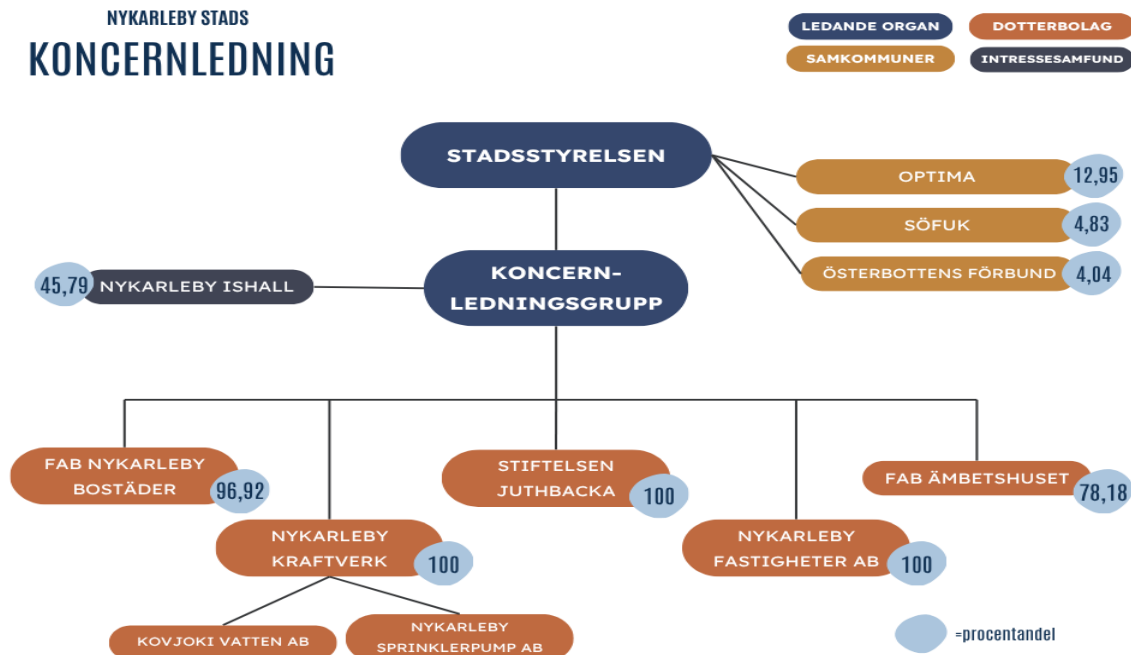 NYKARLEBY STADS
KONCERNLEDNING
LEDANDE ORGAN
DOTTERBOLAG
SAMKOMMUNER
INTRESSESAMFUND
STADSSTYRELSEN
OPTIMA
12,95
SÖFUK
4,83
ÖSTERBOTTENS FÖRBUND
4,04
KONCERN-
LEDNINGSGRUPP
45,79
NYKARLEBY ISHALL
FAB NYKARLEBY
BOSTÄDER
96,92
STIFTELSEN
JUTHBACKA
100
FAB ÄMBETSHUSET
78,18
NYKARLEBY
KRAFTVERK
100
NYKARLEBY
FASTIGHETER AB
100
KOVJOKI VATTEN AB
NYKARLEBY
SPRINKLERPUMP AB
=procentandel